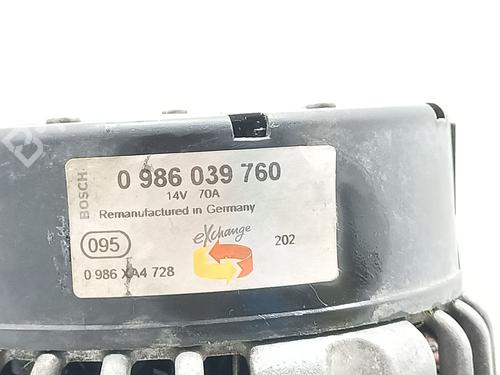 BOSCH
0 986 039 760
14V 70A
Remanufactured in Germany
095
eXchange
202
0 986 XA4 728